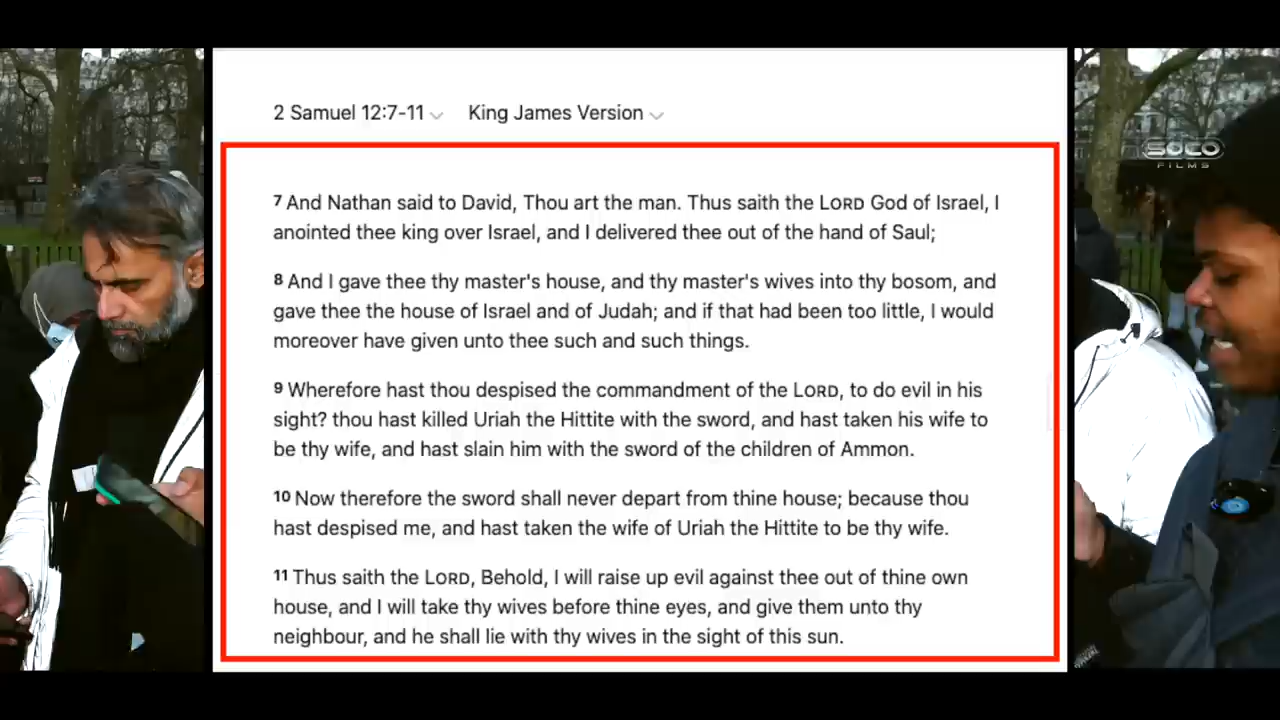 2 Samuel 12:7-11 King James Version
SOCO
FILMS
7 And Nathan said to David, Thou art the man. Thus saith the LORD God of Israel, I
anointed thee king over Israel, and I delivered thee out of the hand of Saul;
8 And I gave thee thy master's house, and thy master's wives into thy bosom, and
gave thee the house of Israel and of Judah; and if that had been too little, I would
moreover have given unto thee such and such things.
9 Wherefore hast thou despised the commandment of the LORD, to do evil in his
sight? thou hast killed Uriah the Hittite with the sword, and hast taken his wife to
be thy wife, and hast slain him with the sword of the children of Ammon.
10 Now therefore the sword shall never depart from thine house; because thou
hast despised me, and hast taken the wife of Uriah the Hittite to be thy wife.
11 Thus saith the LORD, Behold, I will raise up evil against thee out of thine own
house, and I will take thy wives before thine eyes, and give them unto thy
neighbour, and he shall lie with thy wives in the sight of this sun.